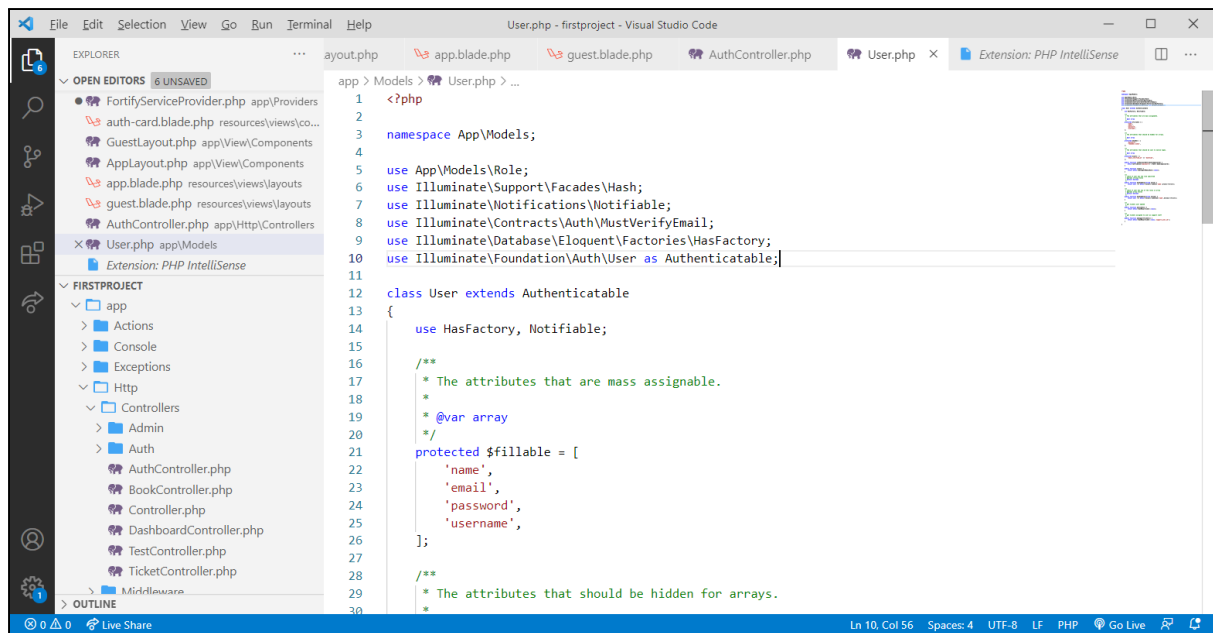 File Edit Selection View Go Run Terminal Help
User.php - firstproject - Visual Studio Code
EXPLORER
OPEN EDITORS 6 UNSAVED
FortifyServiceProvider.php app\Providers
auth-card.blade.php resources\views\co...
GuestLayout.php app\View\Components
AppLayout.php app\View\Components
app.blade.php resources\views\layouts
guest.blade.php resources\views\layouts
AuthController.php app\Http\Controllers
User.php app\Models
Extension: PHP IntelliSense
FIRSTPROJECT
app
Actions
Console
Exceptions
Http
Controllers
Admin
Auth
AuthController.php
BookController.php
Controller.php
DashboardController.php
TestController.php
TicketController.php
Middleware
OUTLINE
6
1
ayout.php app.blade.php guest.blade.php AuthController.php User.php Extension: PHP IntelliSense
app > Models > User.php > ...
1 <?php
2
3 namespace App\Models;
4
5 use App\Models\Role;
6 use Illuminate\Support\Facades\Hash;
7 use Illuminate\Notifications\Notifiable;
8 use Illuminate\Contracts\Auth\MustVerifyEmail;
9 use Illuminate\Database\Eloquent\Factories\HasFactory;
10 use Illuminate\Foundation\Auth\User as Authenticatable;
11
12 class User extends Authenticatable
13 {
14 use HasFactory, Notifiable;
15
16 /**
17 * The attributes that are mass assignable.
18 *
19 * @var array
20 */
21 protected $fillable = [
22 'name',
23 'email',
24 'password',
25 'username',
26 ];
27
28 /**
29 * The attributes that should be hidden for arrays.
30 *
0 0 Live Share
Ln 10, Col 56 Spaces: 4 UTF-8 LF PHP Go Live